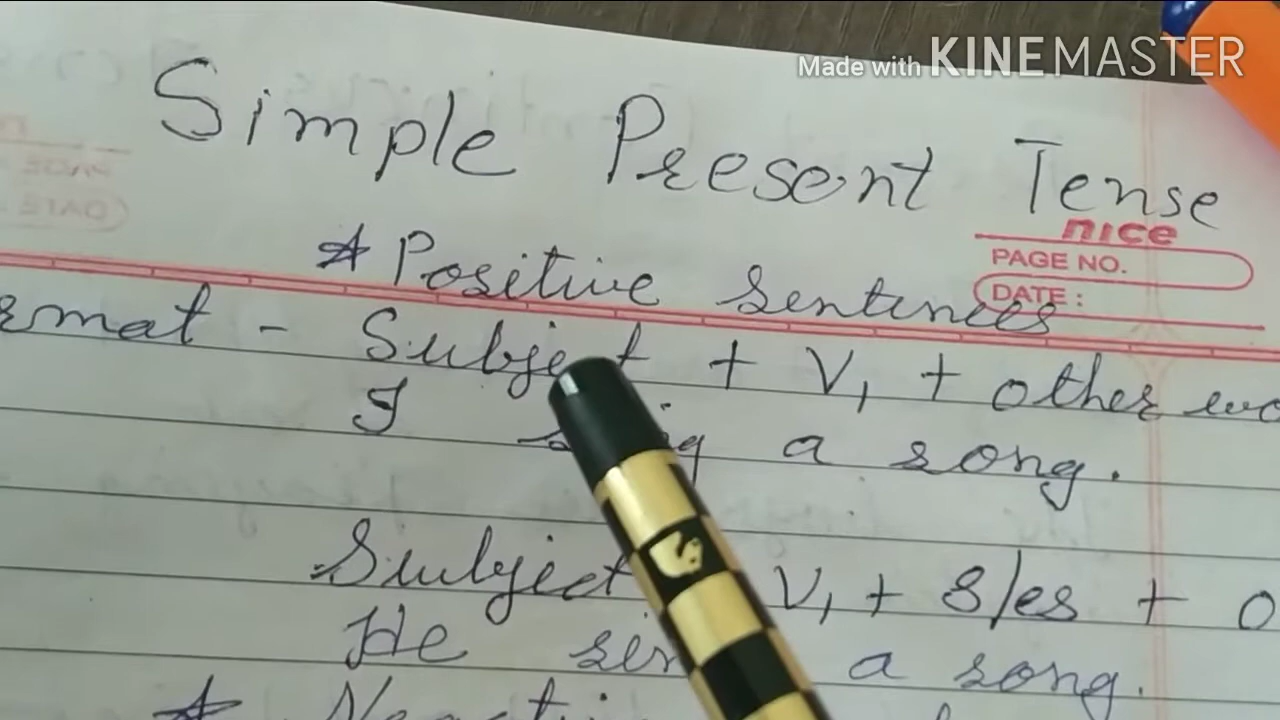 Made with KINEMASTER
Simple Present Tense
nice
PAGE NO.
DATE :
* Positive Sentences
- Subject + V1 + other
I a song.
Subject V1 + S/es +
He a song.
*